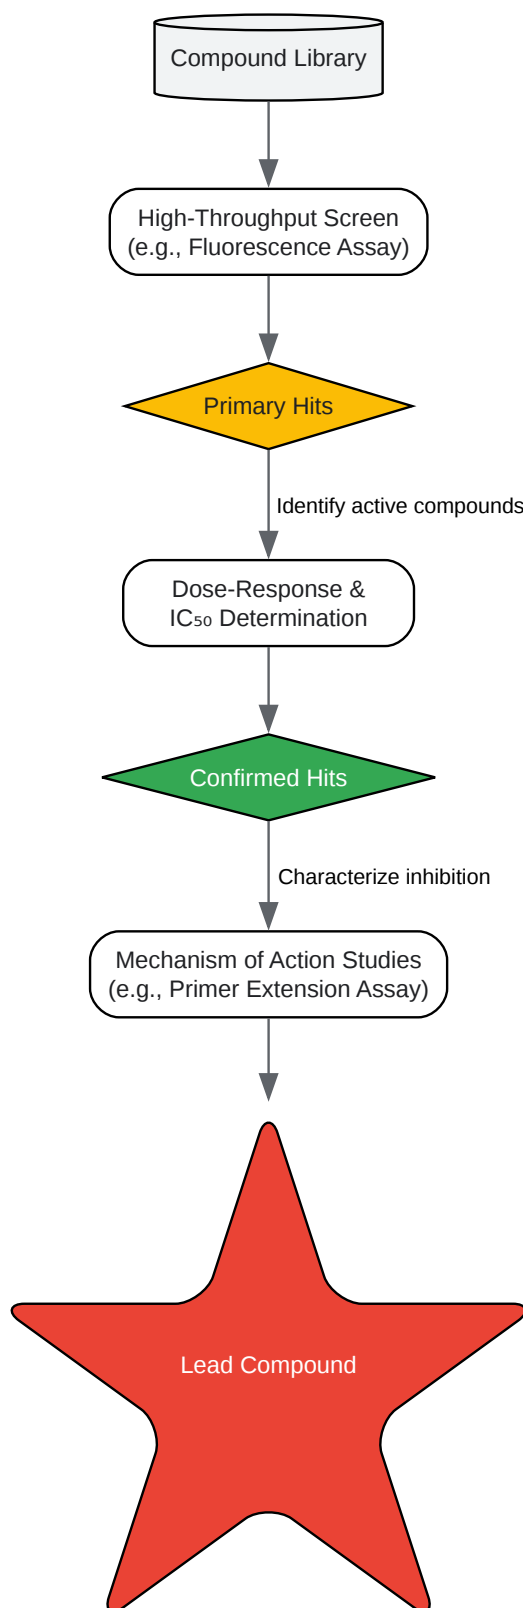 Compound Library
High-Throughput Screen
(e.g., Fluorescence Assay)
Primary Hits
Identify active compounds
Dose-Response &
IC₅₀ Determination
Confirmed Hits
Characterize inhibition
Mechanism of Action Studies
(e.g., Primer Extension Assay)
Lead Compound